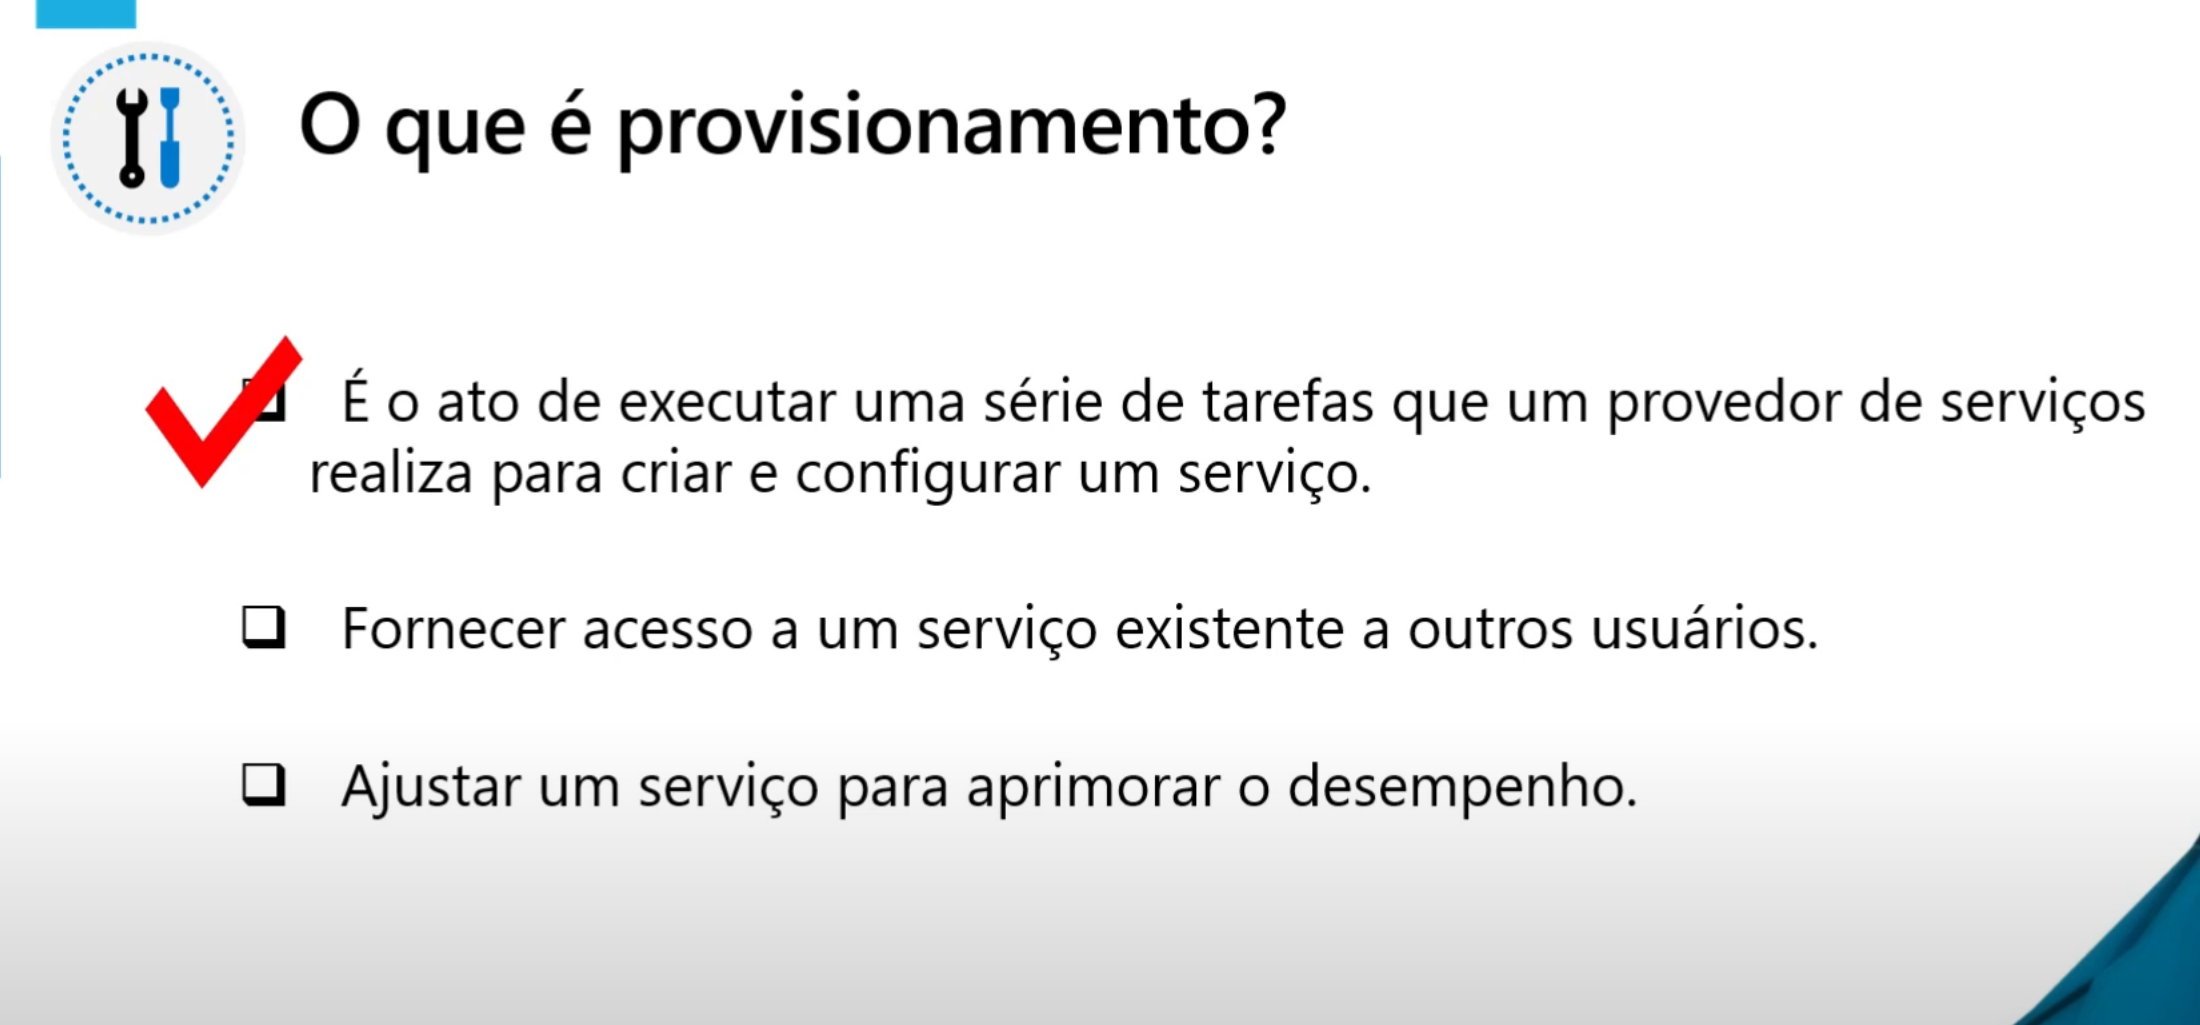 O que é provisionamento?
É o ato de executar uma série de tarefas que um provedor de serviços
realiza para criar e configurar um serviço.
Fornecer acesso a um serviço existente a outros usuários.
Ajustar um serviço para aprimorar o desempenho.